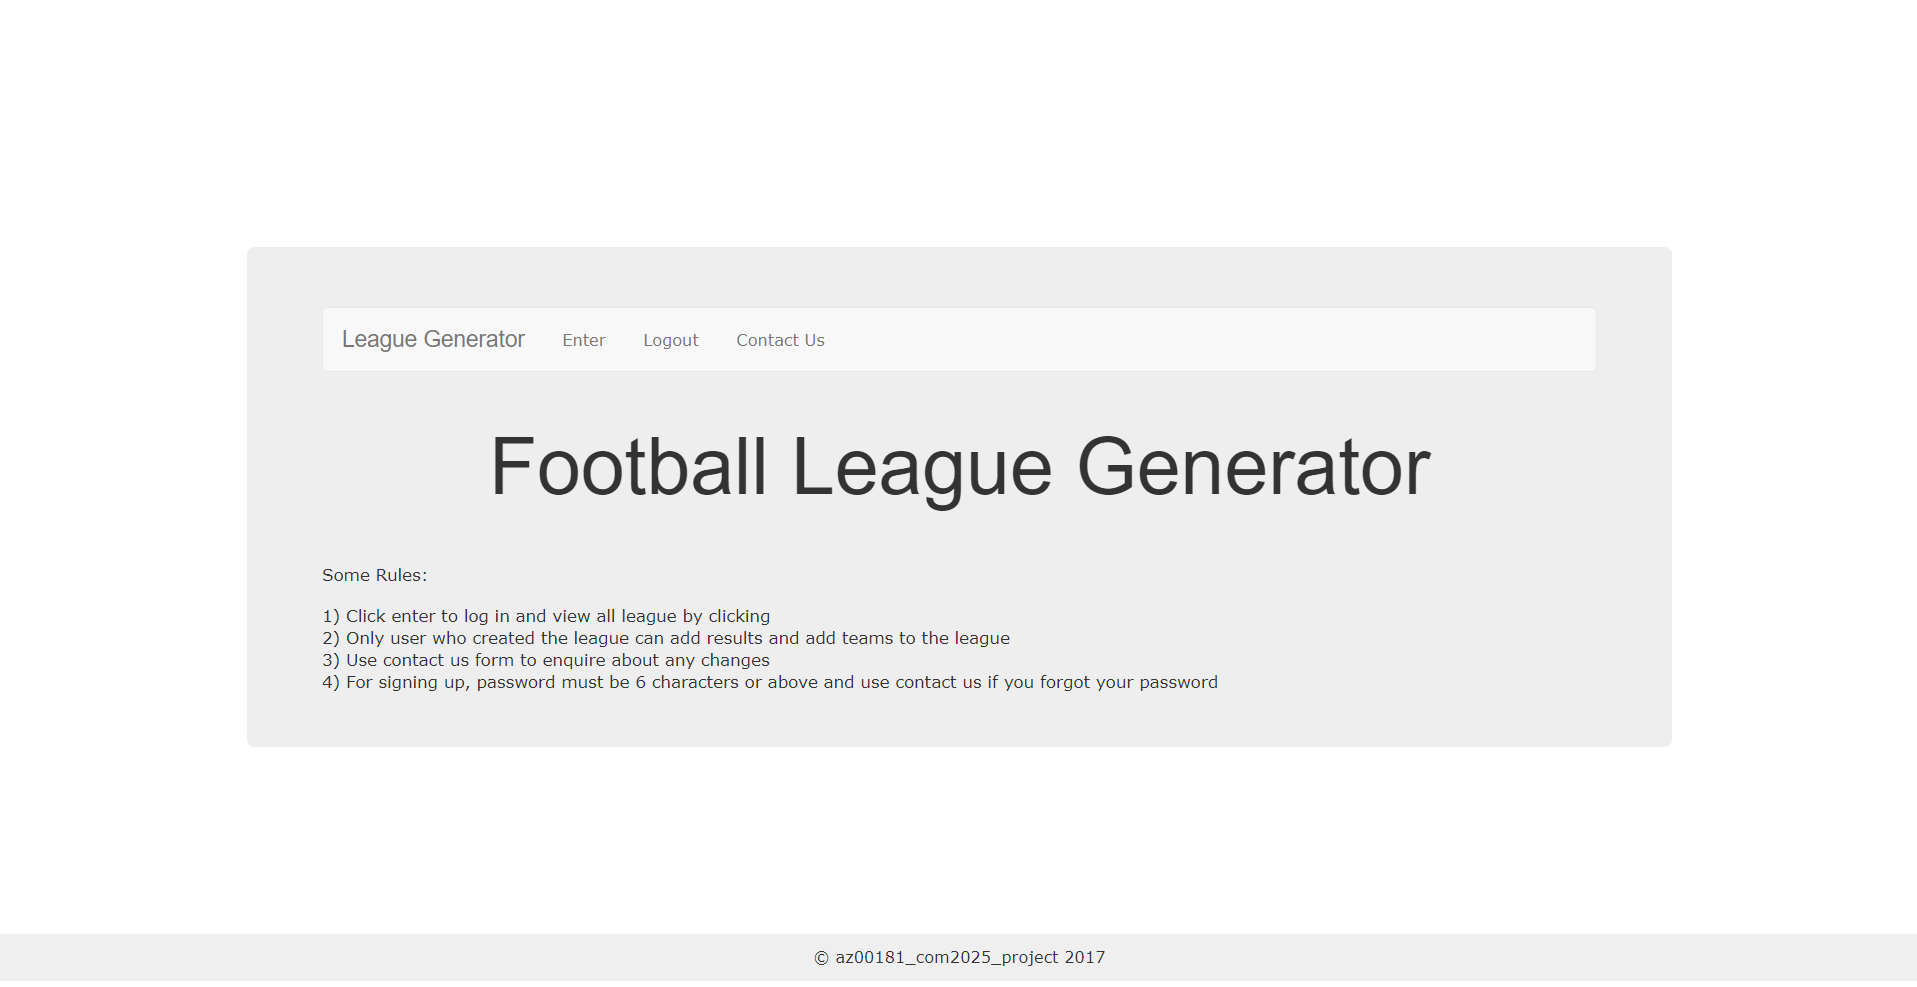 League Generator Enter Logout Contact Us
Football League Generator
Some Rules:
1) Click enter to log in and view all league by clicking
2) Only user who created the league can add results and add teams to the league
3) Use contact us form to enquire about any changes
4) For signing up, password must be 6 characters or above and use contact us if you forgot your password
© az00181_com2025_project 2017